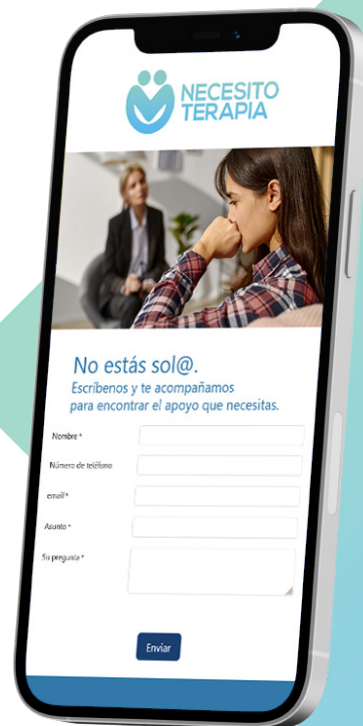 NECESITO
TERAPIA
No estás sol@.
Escríbenos y te acompañamos
para encontrar el apoyo que necesitas.
Nombre *
Número de teléfono
email *
Asunto *
Su pregunta *
Enviar